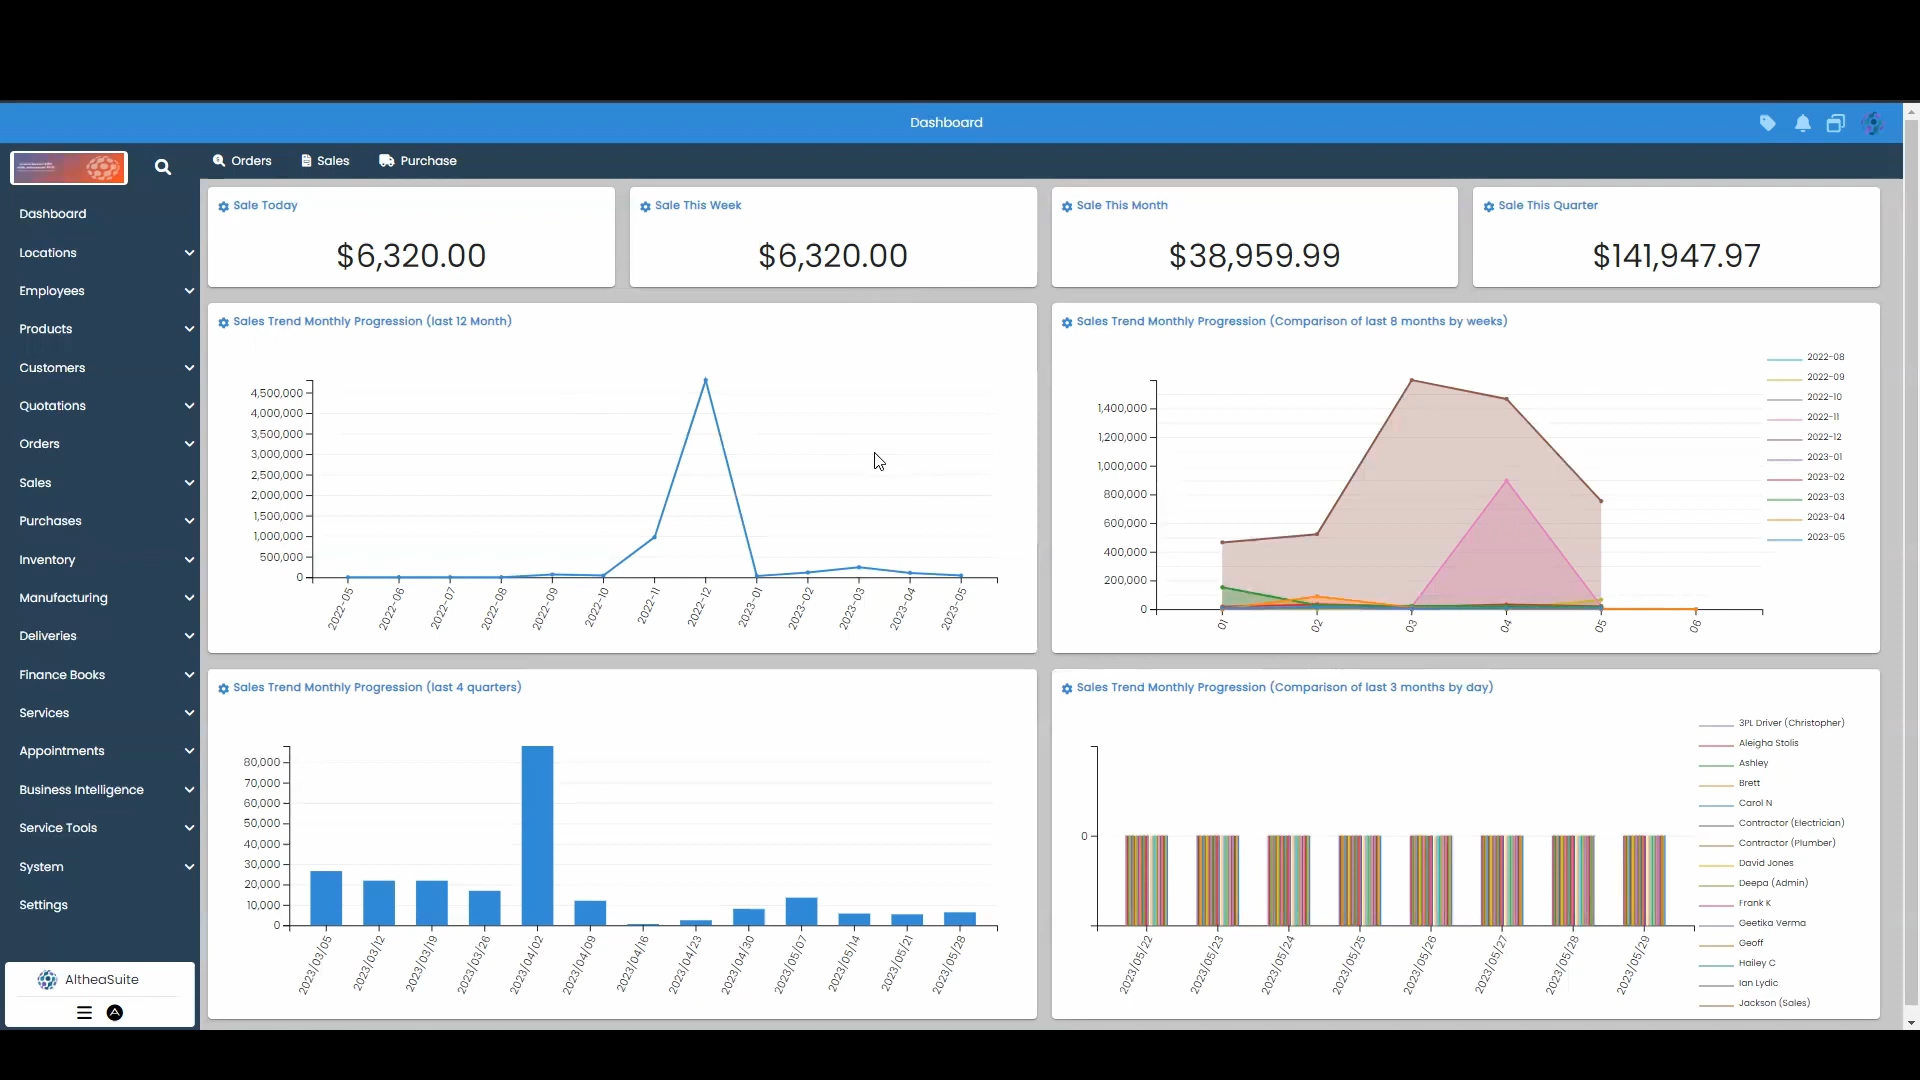 Dashboard
Orders
Sales
Purchase
Dashboard
Locations
Employees
Products
Customers
Quotations
Orders
Sales
Purchases
Inventory
Manufacturing
Deliveries
Finance Books
Services
Appointments
Business Intelligence
Service Tools
System
Settings
AltheaSuite
Sale Today
$6,320.00
Sale This Week
$6,320.00
Sale This Month
$38,959.99
Sale This Quarter
$141,947.97
Sales Trend Monthly Progression (last 12 Month)
4,500,000
4,000,000
3,500,000
3,000,000
2,500,000
2,000,000
1,500,000
1,000,000
500,000
0
2022-05
2022-06
2022-07
2022-08
2022-09
2022-10
2022-11
2022-12
2023-01
2023-02
2023-03
2023-04
2023-05
Sales Trend Monthly Progression (Comparison of last 8 months by weeks)
1,400,000
1,200,000
1,000,000
800,000
600,000
400,000
200,000
0
01
02
03
04
05
06
2022-08
2022-09
2022-10
2022-11
2022-12
2023-01
2023-02
2023-03
2023-04
2023-05
Sales Trend Monthly Progression (last 4 quarters)
80,000
70,000
60,000
50,000
40,000
30,000
20,000
10,000
0
2023/03/05
2023/03/12
2023/03/19
2023/03/26
2023/04/02
2023/04/09
2023/04/16
2023/04/23
2023/04/30
2023/05/07
2023/05/14
2023/05/21
2023/05/28
Sales Trend Monthly Progression (Comparison of last 3 months by day)
0
2023/05/22
2023/05/23
2023/05/24
2023/05/25
2023/05/26
2023/05/27
2023/05/28
2023/05/29
3PL Driver (Christopher)
Aleigha Stolis
Ashley
Brett
Carol N
Contractor (Electrician)
Contractor (Plumber)
David Jones
Deepa (Admin)
Frank K
Geetika Verma
Geoff
Hailey C
Ian Lydic
Jackson (Sales)